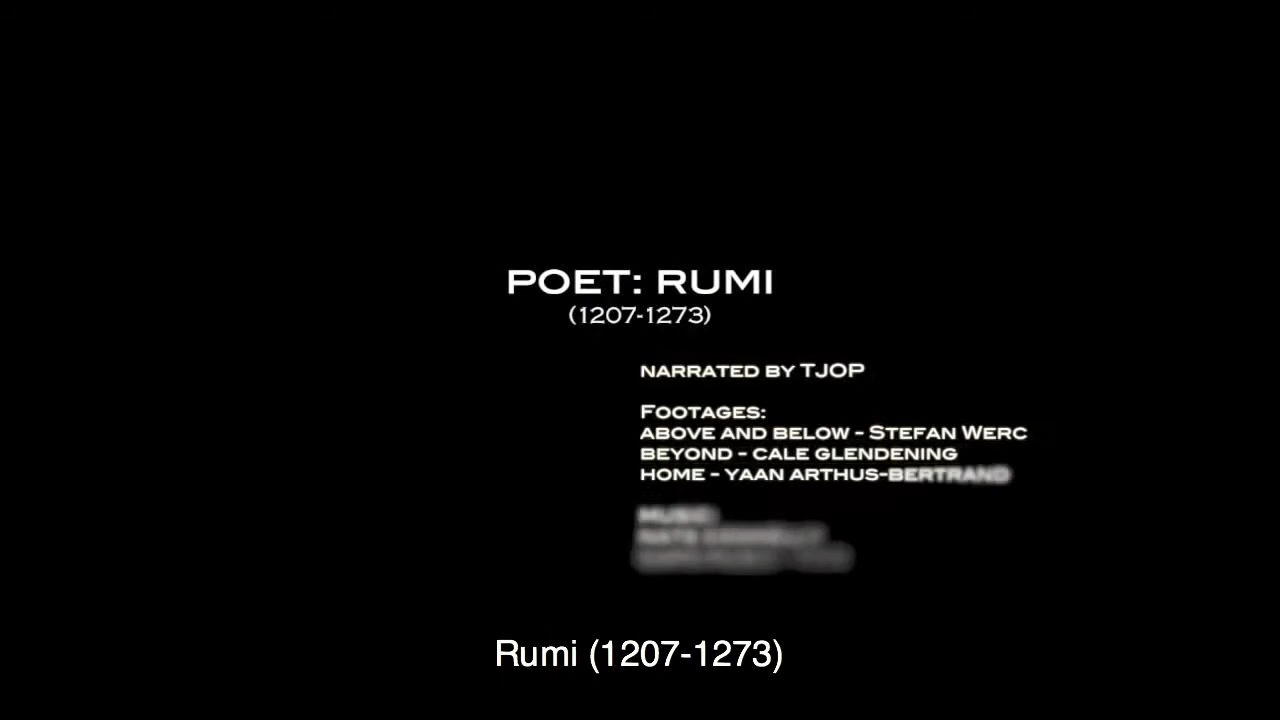 POET: RUMI
(1207-1273)
NARRATED BY TJOP
FOOTAGES:
ABOVE AND BELOW - STEFAN WERC
BEYOND - CALE GLENDENING
HOME - YAAN ARTHUS-BERTRAND
MUSIC:
Rumi (1207-1273)